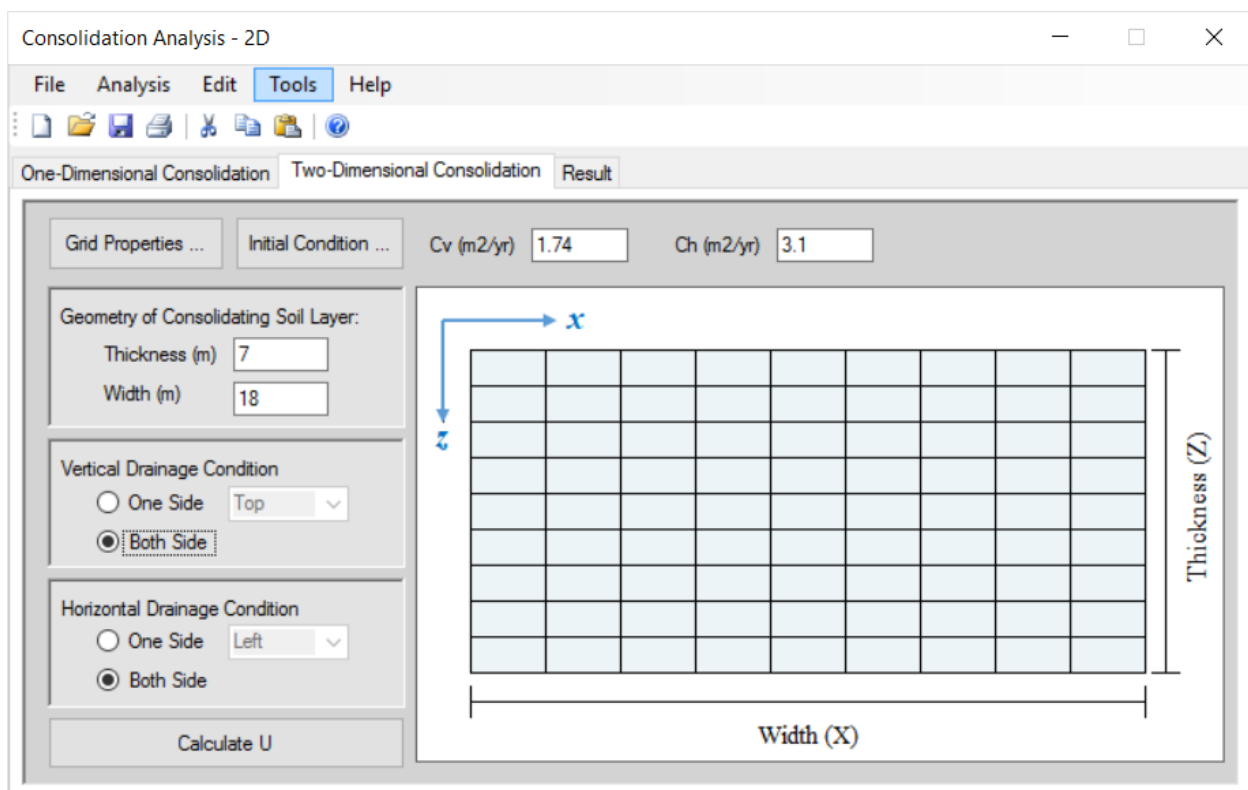 Consolidation Analysis - 2D
File Analysis Edit Tools Help
One-Dimensional Consolidation Two-Dimensional Consolidation Result
Grid Properties ... Initial Condition ... Cv (m2/yr) 1.74 Ch (m2/yr) 3.1
Geometry of Consolidating Soil Layer:
Thickness (m) 7
Width (m) 18
Vertical Drainage Condition
One Side Top
Both Side
Horizontal Drainage Condition
One Side Left
Both Side
Calculate U
x
z
Thickness (Z)
Width (X)